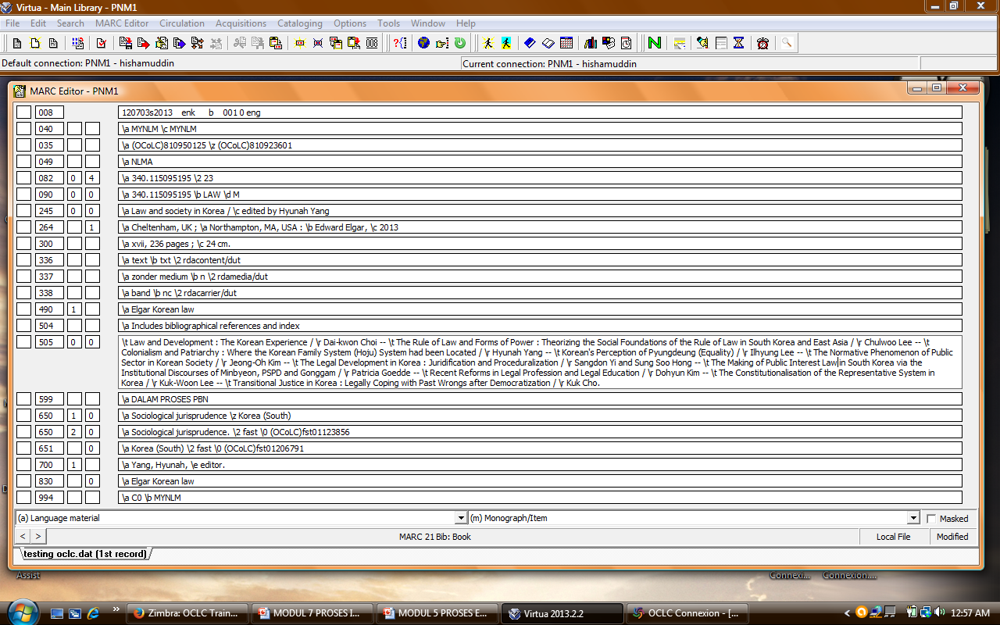 Virtua - Main Library - PNM1
File Edit Search MARC Editor Circulation Acquisitions Cataloging Options Tools Window Help
Default connection: PNM1 - hishamuddin
Current connection: PNM1 - hishamuddin
MARC Editor - PNM1
008 120703s2013 enk b 001 0 eng
040 \a MYNLM \c MYNLM
035 \a (OCoLC)810950125 \z (OCoLC)810923601
049 \a NLMA
082 0 4 \a 340.115095195 \2 23
090 0 0 \a 340.115095195 \b LAW \d M
245 0 0 \a Law and society in Korea / \c edited by Hyunah Yang
264 1 \a Cheltenham, UK ; \a Northampton, MA, USA : \b Edward Elgar, \c 2013
300 \a xvii, 236 pages ; \c 24 cm.
336 \a text \b txt \2 rdacontent/dut
337 \a zonder medium \b n \2 rdamedia/dut
338 \a band \b nc \2 rdacarrier/dut
490 1 \a Elgar Korean law
504 \a Includes bibliographical references and index
505 0 0 \t Law and Development : The Korean Experience / \r Dai-kwon Choi -- \t The Rule of Law and Forms of Power : Theorizing the Social Foundations of the Rule of Law in South Korea and East Asia / \r Chulwoo Lee -- \t
Colonialism and Patriarchy : Where the Korean Family System (Hoju) System had been Located / \r Hyunah Yang -- \t Korean's Perception of Pyungdeung (Equality) / \r Ilhyung Lee -- \t The Normative Phenomenon of Public
Sector in Korean Society / \r Jeong-Oh Kim -- \t The Legal Development in Korea : Juridification and Proceduralization / \r Sangdon Yi and Sung Soo Hong -- \t The Making of Public Interest Law in South Korea via the
Institutional Discourses of Minbyeon, PSPD and Gonggam / \r Patricia Goedde -- \t Recent Reforms in Legal Profession and Legal Education / \r Dohyun Kim -- \t The Constitutionalisation of the Representative System in
Korea / \r Kuk-Woon Lee -- \t Transitional Justice in Korea : Legally Coping with Past Wrongs after Democratization / \r Kuk Cho.
599 \a DALAM PROSES PBN
650 1 0 \a Sociological jurisprudence \z Korea (South)
650 2 0 \a Sociological jurisprudence. \2 fast \0 (OCoLC)fst01123856
651 0 \a Korea (South) \2 fast \0 (OCoLC)fst01206791
700 1 \a Yang, Hyunah, \e editor.
830 0 \a Elgar Korean law
994 \a C0 \b MYNLM
(a) Language material
(m) Monograph/Item
Masked
< >
MARC 21 Bib: Book
Local File
Modified
testing oclc.dat (1st record)
Assist
Connexi...
Connexion....
Zimbra: OCLC Train...
MODUL 7 PROSES I...
MODUL 5 PROSES E...
Virtua 2013.2.2
OCLC Connexion - [...
12:57 AM